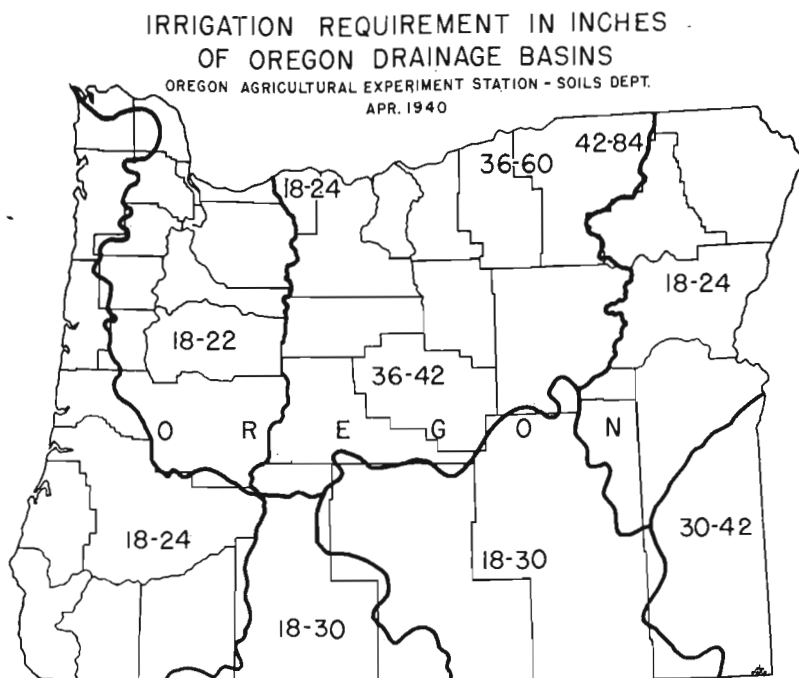 IRRIGATION REQUIREMENT IN INCHES
OF OREGON DRAINAGE BASINS
OREGON AGRICULTURAL EXPERIMENT STATION - SOILS DEPT.
APR. 1940
42-84
36-60
18-24
18-24
18-22
36-42
O R E G O N
30-42
18-24
18-30
18-30